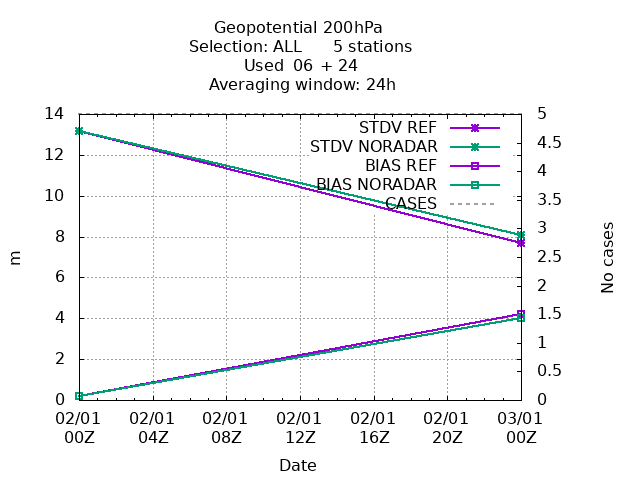 Geopotential 200hPa
Selection: ALL 5 stations
Used 06 + 24
Averaging window: 24h
14
12
10
8
6
4
2
0
m
5
4.5
4
3.5
3
2.5
2
1.5
1
0.5
0
No cases
STDV REF
STDV NORADAR
BIAS REF
BIAS NORADAR
CASES
02/01 02/01 02/01 02/01 02/01 02/01 03/01
00Z 04Z 08Z 12Z 16Z 20Z 00Z
Date